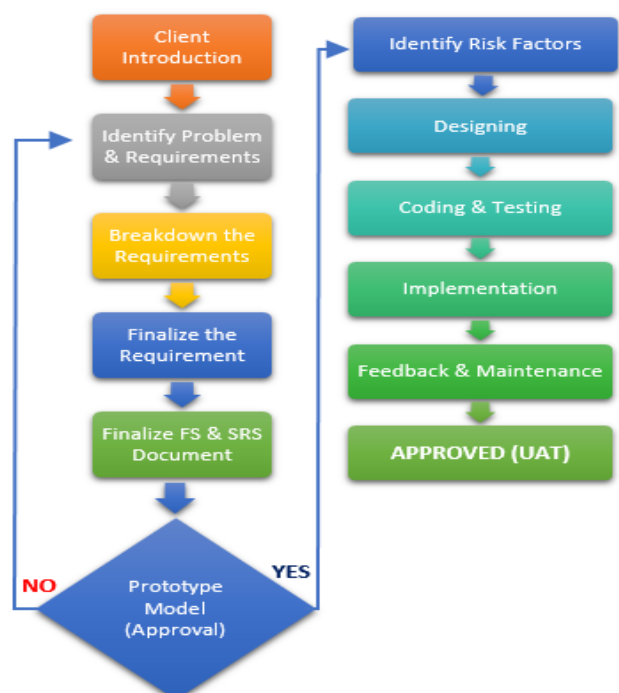 Client
Introduction
Identify Problem
& Requirements
Breakdown the
Requirements
Finalize the
Requirement
Finalize FS & SRS
Document
Prototype
Model
(Approval)
NO
YES
Identify Risk Factors
Designing
Coding & Testing
Implementation
Feedback & Maintenance
APPROVED (UAT)